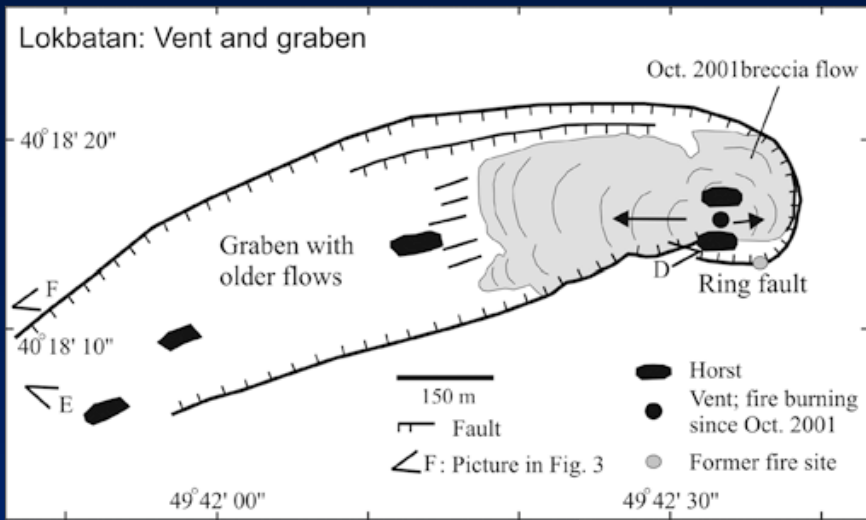 Lokbatan: Vent and graben
Oct. 2001breccia flow
40° 18' 20"
Graben with
older flows
D
Ring fault
F
40° 18' 10"
E
150 m
Fault
F: Picture in Fig. 3
Horst
Vent; fire burning
since Oct. 2001
Former fire site
49° 42' 00"
49° 42' 30"